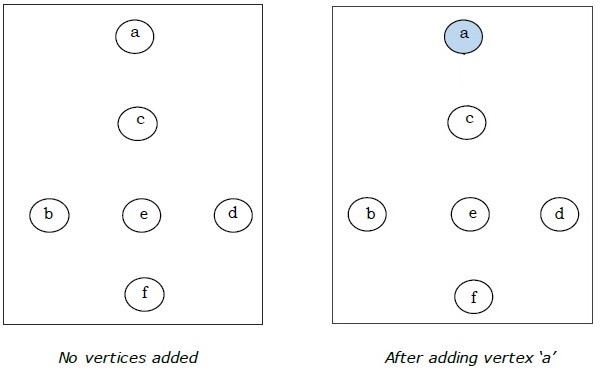 a
c
b e d
f
No vertices added
a
c
b e d
f
After adding vertex ‘a’